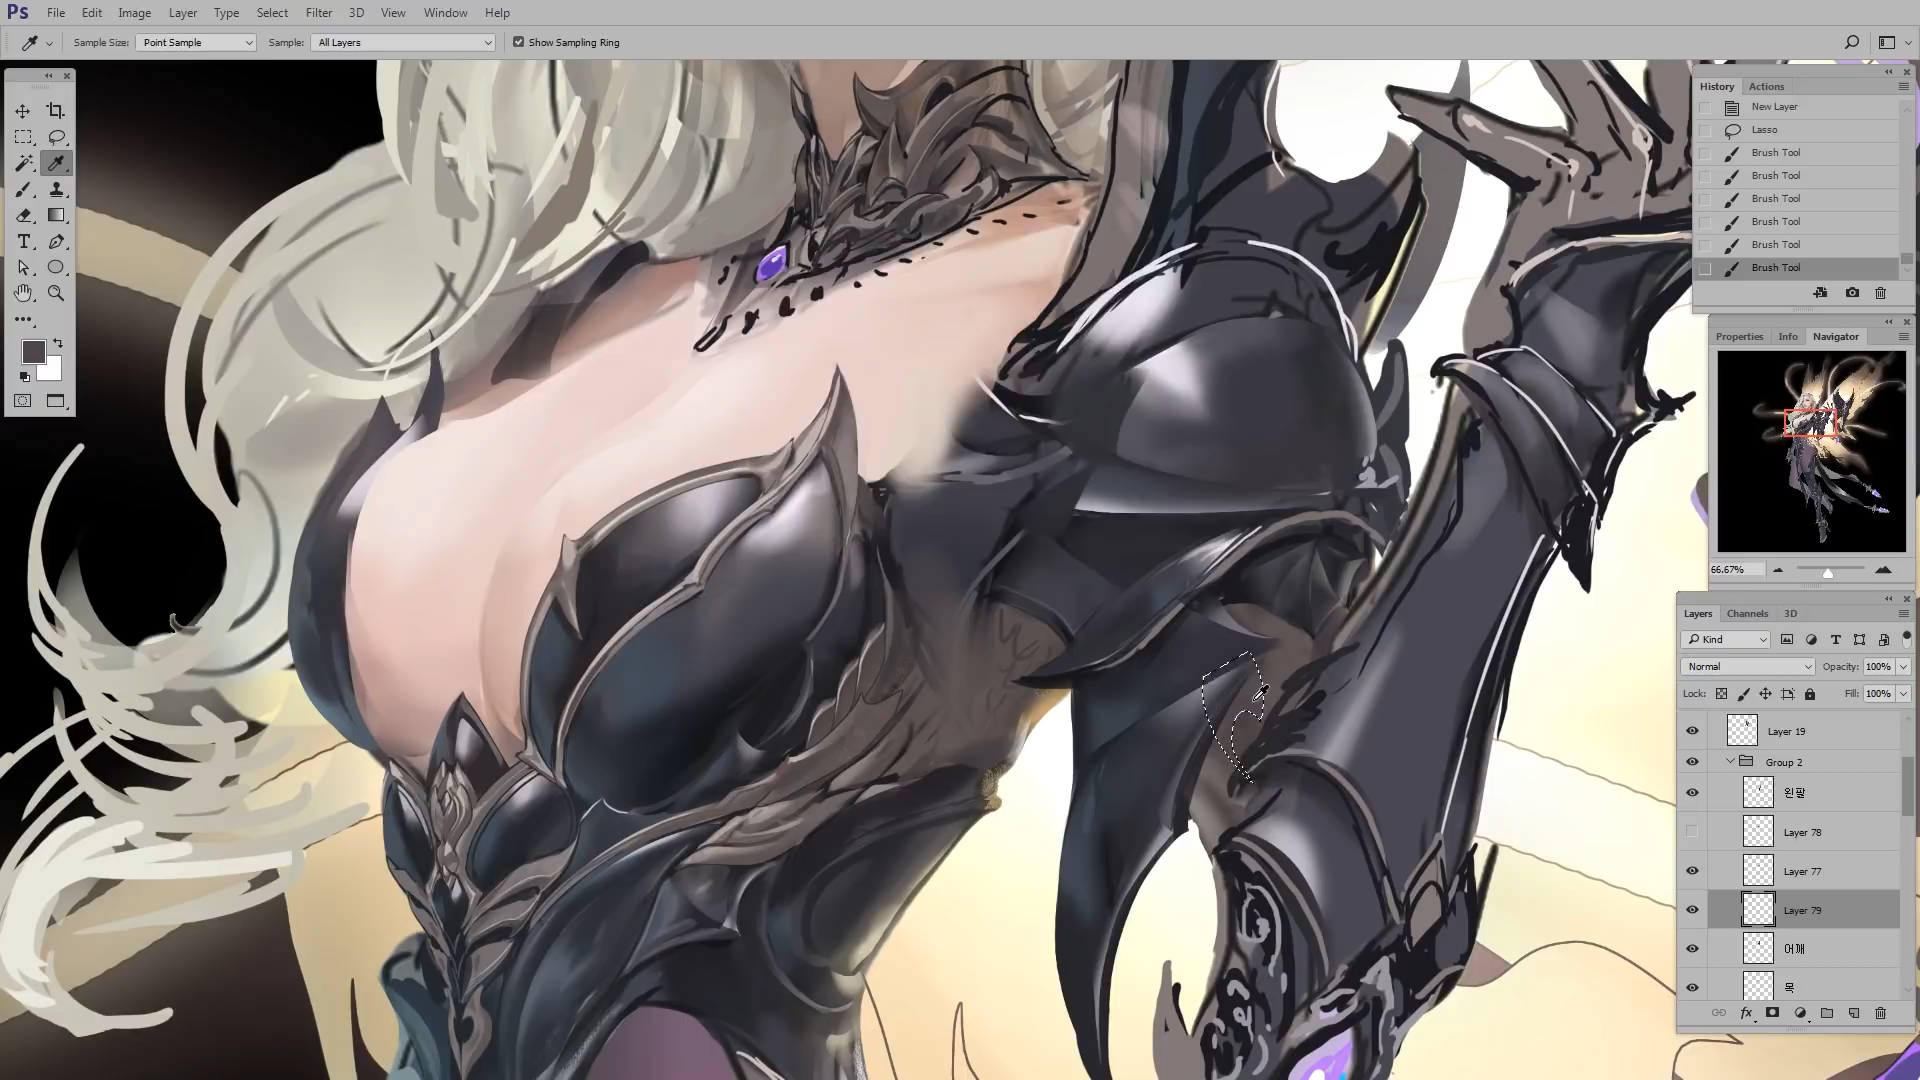 Ps File Edit Image Layer Type Select Filter 3D View Window Help
Sample Size: Point Sample Sample: All Layers Show Sampling Ring
History Actions
New Layer
Lasso
Brush Tool
Brush Tool
Brush Tool
Brush Tool
Brush Tool
Brush Tool
Properties Info Navigator
66.67%
Layers Channels 3D
Kind
Normal Opacity: 100%
Lock: Fill: 100%
Layer 19
Group 2
왼팔
Layer 78
Layer 77
Layer 79
어깨
목
fx